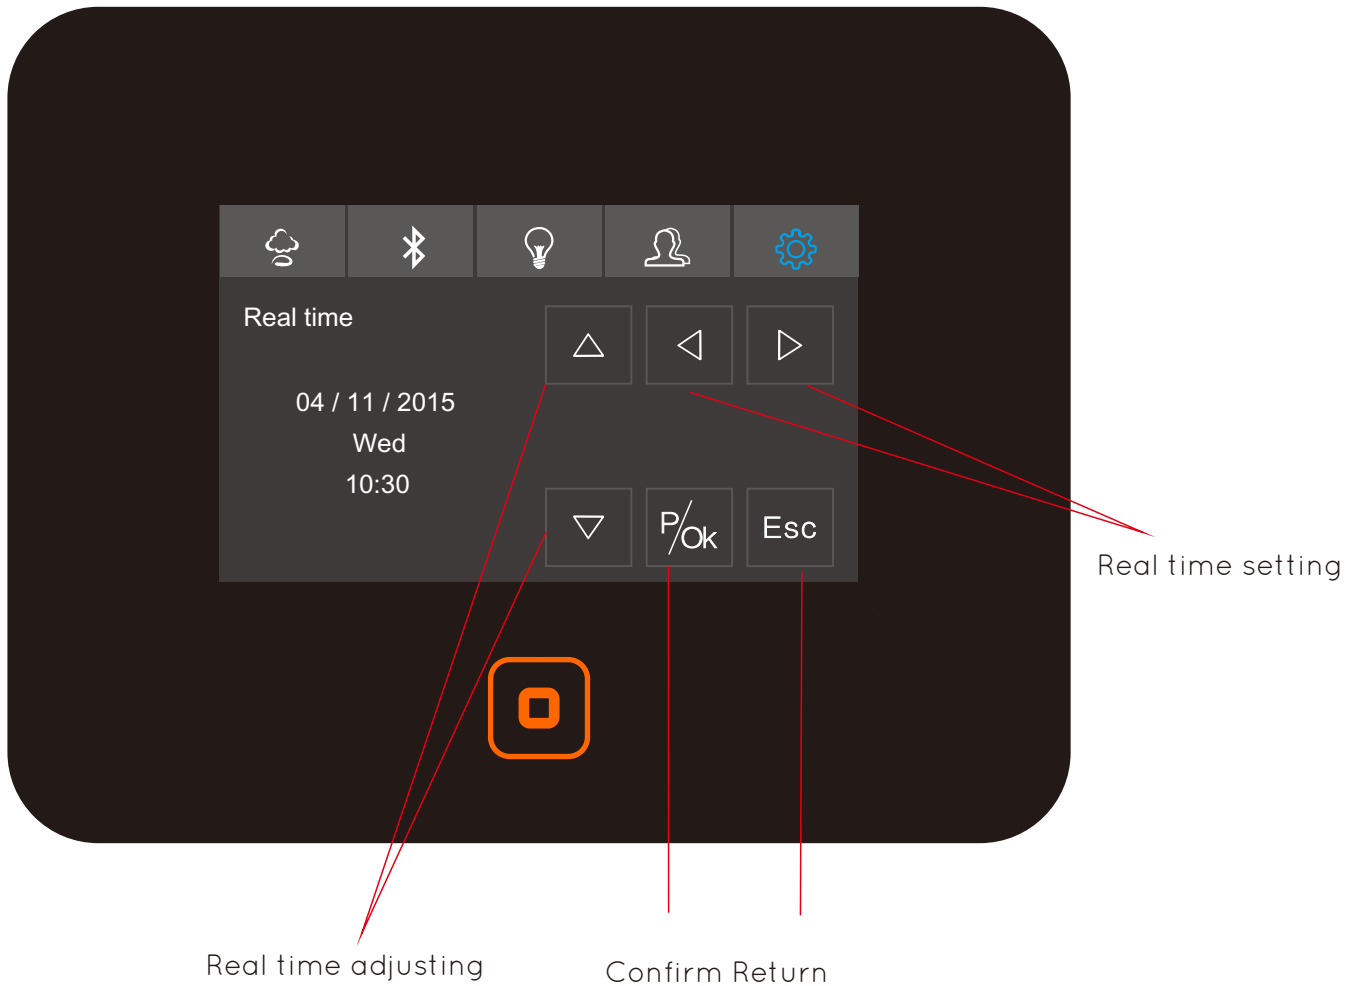 Real time
04 / 11 / 2015
Wed
10:30
P/Ok
Esc
Real time setting
Real time adjusting
Confirm Return